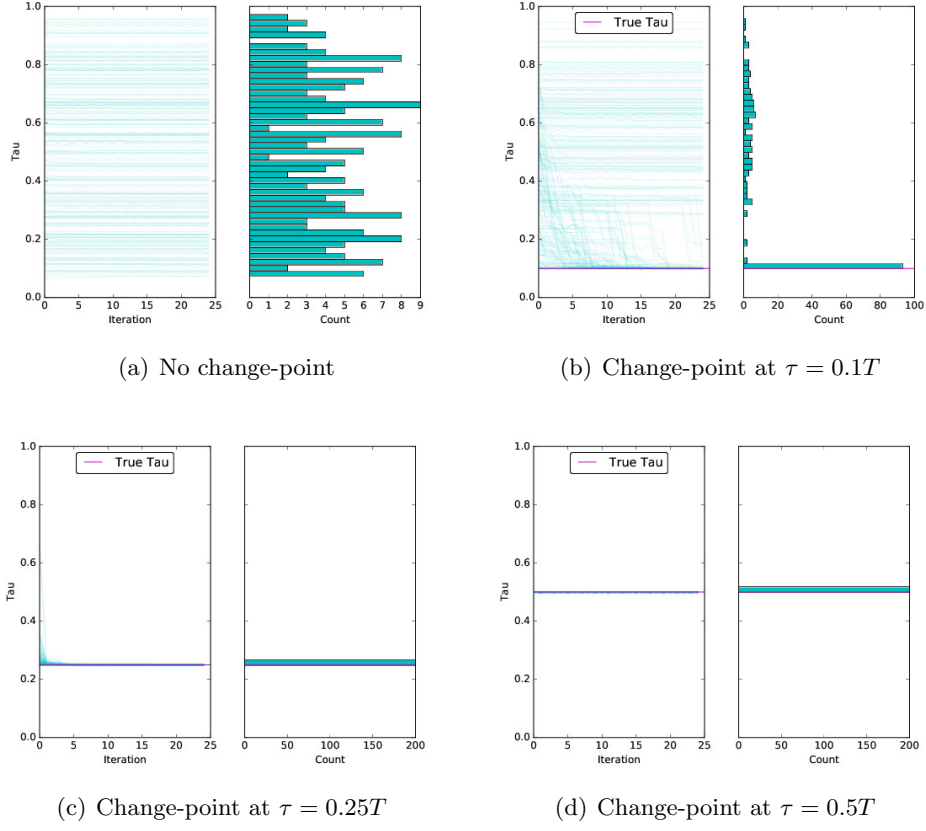 1.0
0.8
0.6
0.4
0.2
0.0
Tau
0 5 10 15 20 25
Iteration
0 1 2 3 4 5 6 7 8 9
Count
(a) No change-point
1.0
0.8
0.6
0.4
0.2
0.0
Tau
True Tau
0 5 10 15 20 25
Iteration
0 20 40 60 80 100
Count
(b) Change-point at τ = 0.1T
1.0
0.8
0.6
0.4
0.2
0.0
Tau
True Tau
0 5 10 15 20 25
Iteration
0 50 100 150 200
Count
(c) Change-point at τ = 0.25T
1.0
0.8
0.6
0.4
0.2
0.0
Tau
True Tau
0 5 10 15 20 25
Iteration
0 50 100 150 200
Count
(d) Change-point at τ = 0.5T